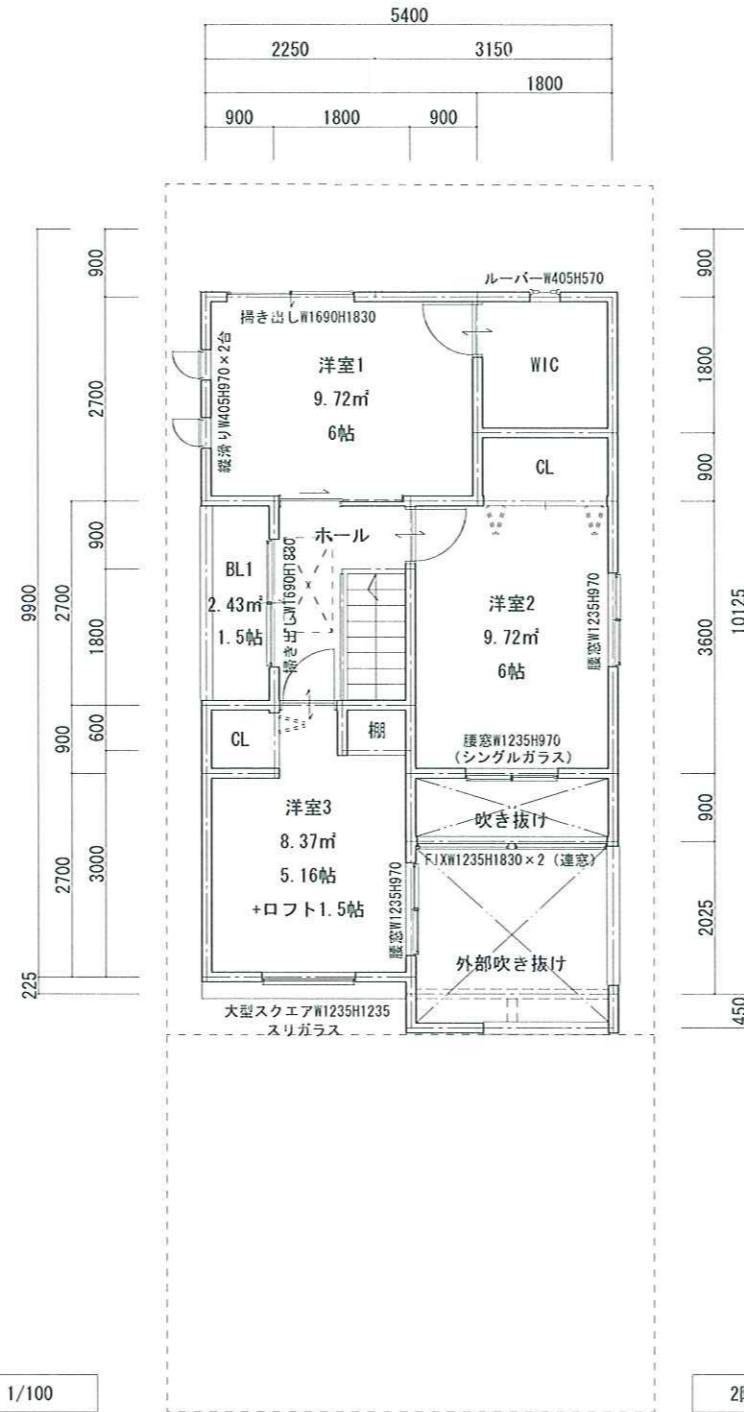 5400
2250 3150
1800
900 1800 900
ルーバーW405H570
掃き出しW1690H1830
縦滑りW405H970×2台
洋室1
9.72㎡
6帖
WIC
CL
ホール
BL1
2.43㎡
1.5帖
掃き出しW1690H1830
洋室2
9.72㎡
6帖
腰窓W1235H970
腰窓W1235H970
(シングルガラス)
CL
棚
洋室3
8.37㎡
5.16帖
+ロフト1.5帖
腰窓W1235H970
吹き抜け
FIXW1235H1830×2(連窓)
外部吹き抜け
大型スクエアW1235H1235
スリガラス
900
2700
900
1800
600
3000
2700
900
2700
9900
225
900
1800
900
3600
900
2025
450
10125
1/100